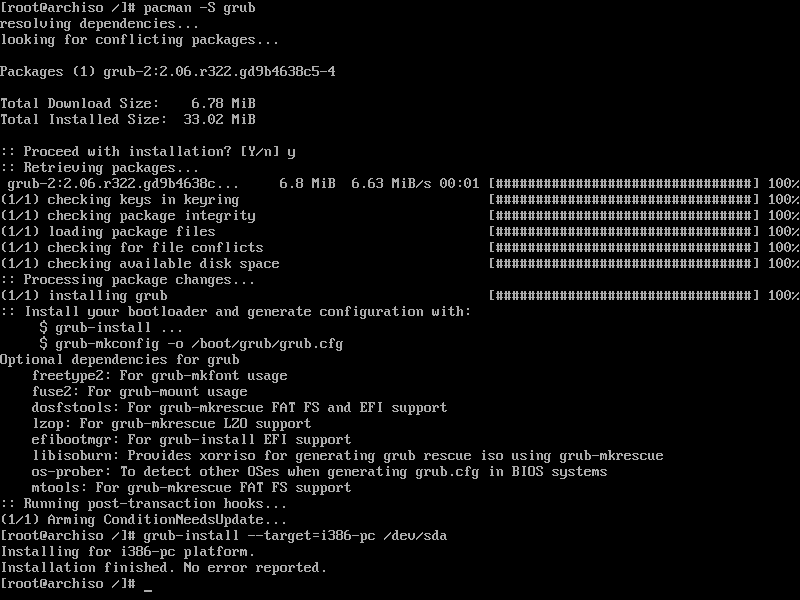 [root@archiso /]# pacman -S grub
resolving dependencies...
looking for conflicting packages...
Packages (1) grub-2:2.06.r322.gd9b4638c5-4
Total Download Size:    6.78 MiB
Total Installed Size:  33.02 MiB
:: Proceed with installation? [Y/n] y
:: Retrieving packages...
 grub-2:2.06.r322.gd9b4638c...     6.8 MiB  6.63 MiB/s 00:01 [################################] 100%
(1/1) checking keys in keyring                               [################################] 100%
(1/1) checking package integrity                             [################################] 100%
(1/1) loading package files                                  [################################] 100%
(1/1) checking for file conflicts                            [################################] 100%
(1/1) checking available disk space                          [################################] 100%
:: Processing package changes...
(1/1) installing grub                                        [################################] 100%
:: Install your bootloader and generate configuration with:
     $ grub-install ...
     $ grub-mkconfig -o /boot/grub/grub.cfg
Optional dependencies for grub
    freetype2: For grub-mkfont usage
    fuse2: For grub-mount usage
    dosfstools: For grub-mkrescue FAT FS and EFI support
    lzop: For grub-mkrescue LZO support
    efibootmgr: For grub-install EFI support
    libisoburn: Provides xorriso for generating grub rescue iso using grub-mkrescue
    os-prober: To detect other OSes when generating grub.cfg in BIOS systems
    mtools: For grub-mkrescue FAT FS support
:: Running post-transaction hooks...
(1/1) Arming ConditionNeedsUpdate...
[root@archiso /]# grub-install --target=i386-pc /dev/sda
Installing for i386-pc platform.
Installation finished. No error reported.
[root@archiso /]# _